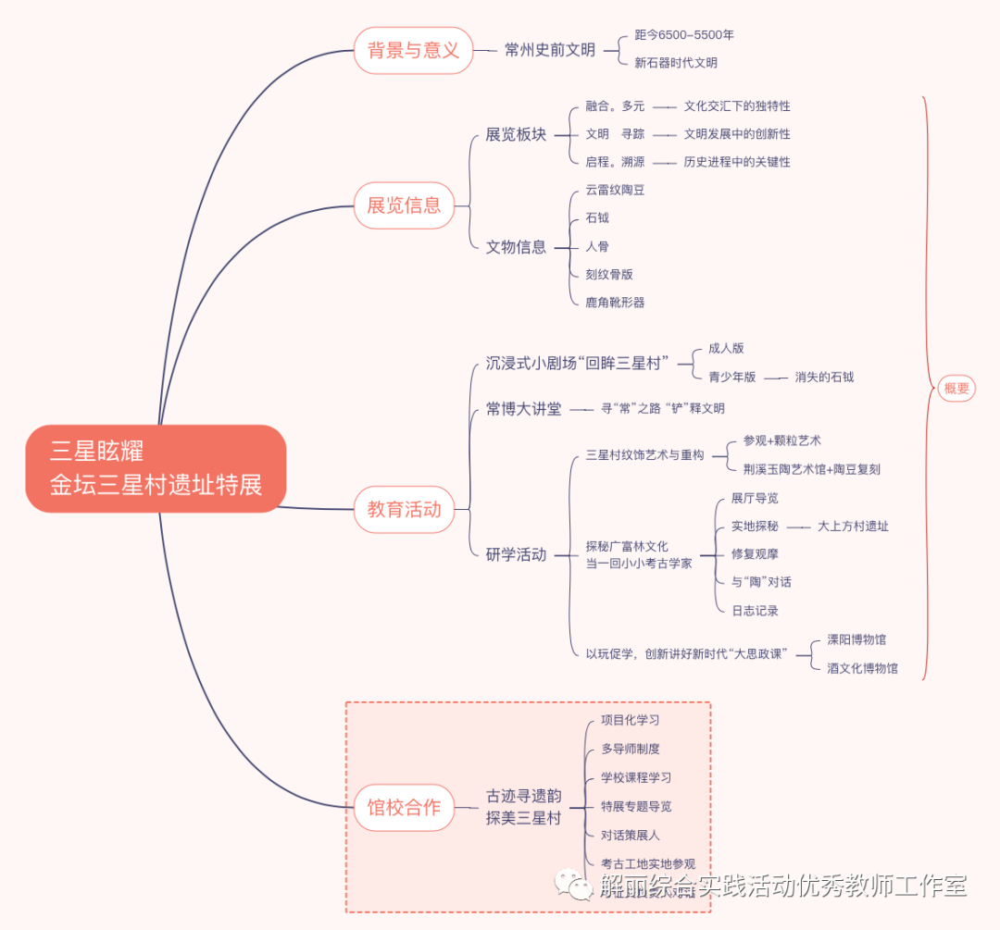 三星眩耀
金坛三星村遗址特展
背景与意义
常州史前文明
距今6500-5500年
新石器时代文明
展览信息
展览板块
融合。多元
文化交汇下的独特性
文明 寻踪
文明发展中的创新性
启程。溯源
历史进程中的关键性
文物信息
云雷纹陶豆
石钺
人骨
刻纹骨版
鹿角靴形器
教育活动
沉浸式小剧场“回眸三星村”
成人版
青少年版
消失的石钺
常博大讲堂
寻“常”之路 “铲”释文明
研学活动
三星村纹饰艺术与重构
参观+颗粒艺术
荆溪玉陶艺术馆+陶豆复刻
探秘广富林文化
当一回小小考古学家
展厅导览
实地探秘
大上方村遗址
修复观摩
与“陶”对话
日志记录
以玩促学，创新讲好新时代“大思政课”
溧阳博物馆
酒文化博物馆
概要
馆校合作
古迹寻遗韵
探美三星村
项目化学习
多导师制度
学校课程学习
特展专题导览
对话策展人
考古工地实地参观
解丽综合实践活动优秀教师工作室